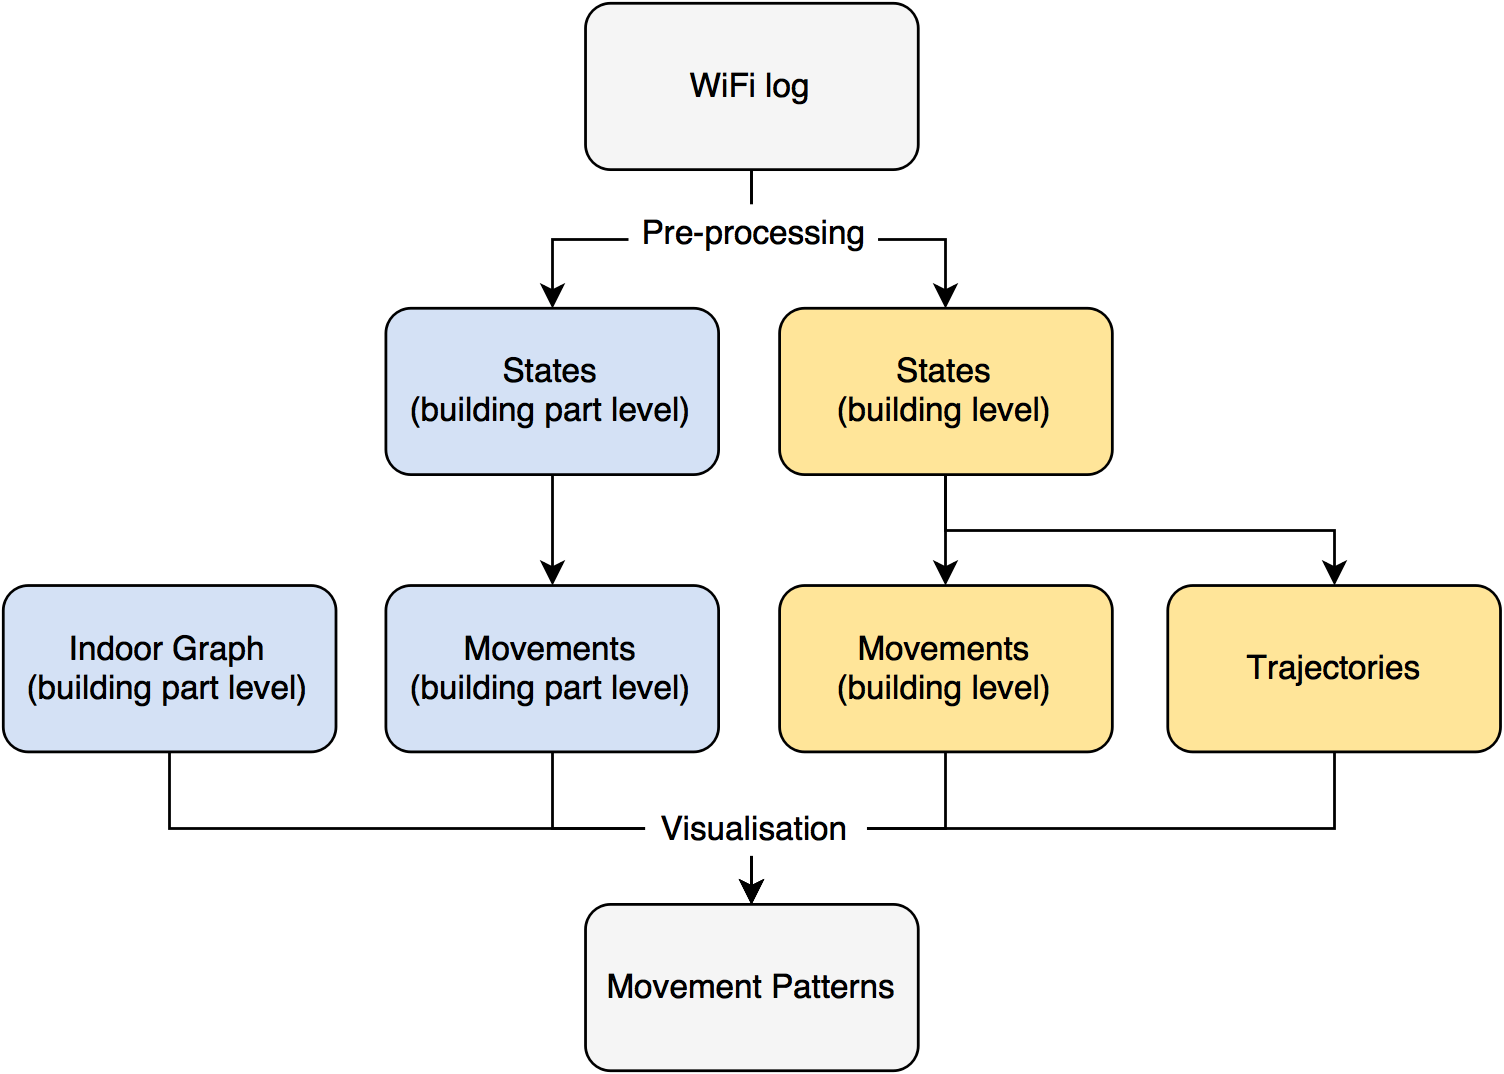 WiFi log
Pre-processing
States
(building part level)
States
(building level)
Indoor Graph
(building part level)
Movements
(building part level)
Movements
(building level)
Trajectories
Visualisation
Movement Patterns